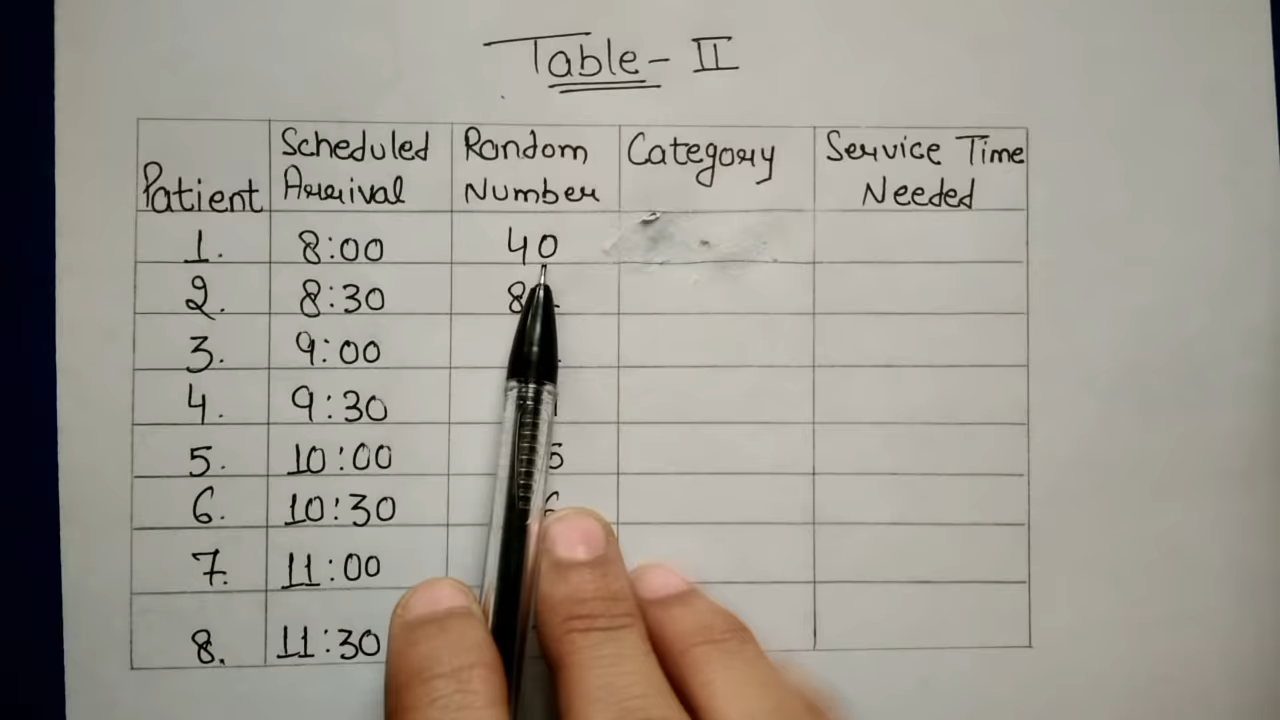 Table - II
Patient Scheduled Arrival Random Number Category Service Time Needed
1. 8:00 40
2. 8:30
3. 9:00
4. 9:30
5. 10:00
6. 10:30
7. 11:00
8. 11:30